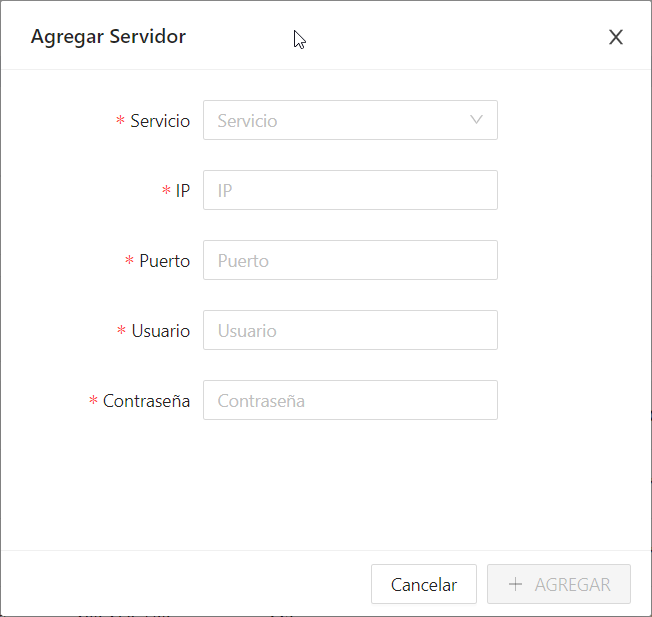 Agregar Servidor
* Servicio Servicio
* IP IP
* Puerto Puerto
* Usuario Usuario
* Contraseña Contraseña
Cancelar + AGREGAR